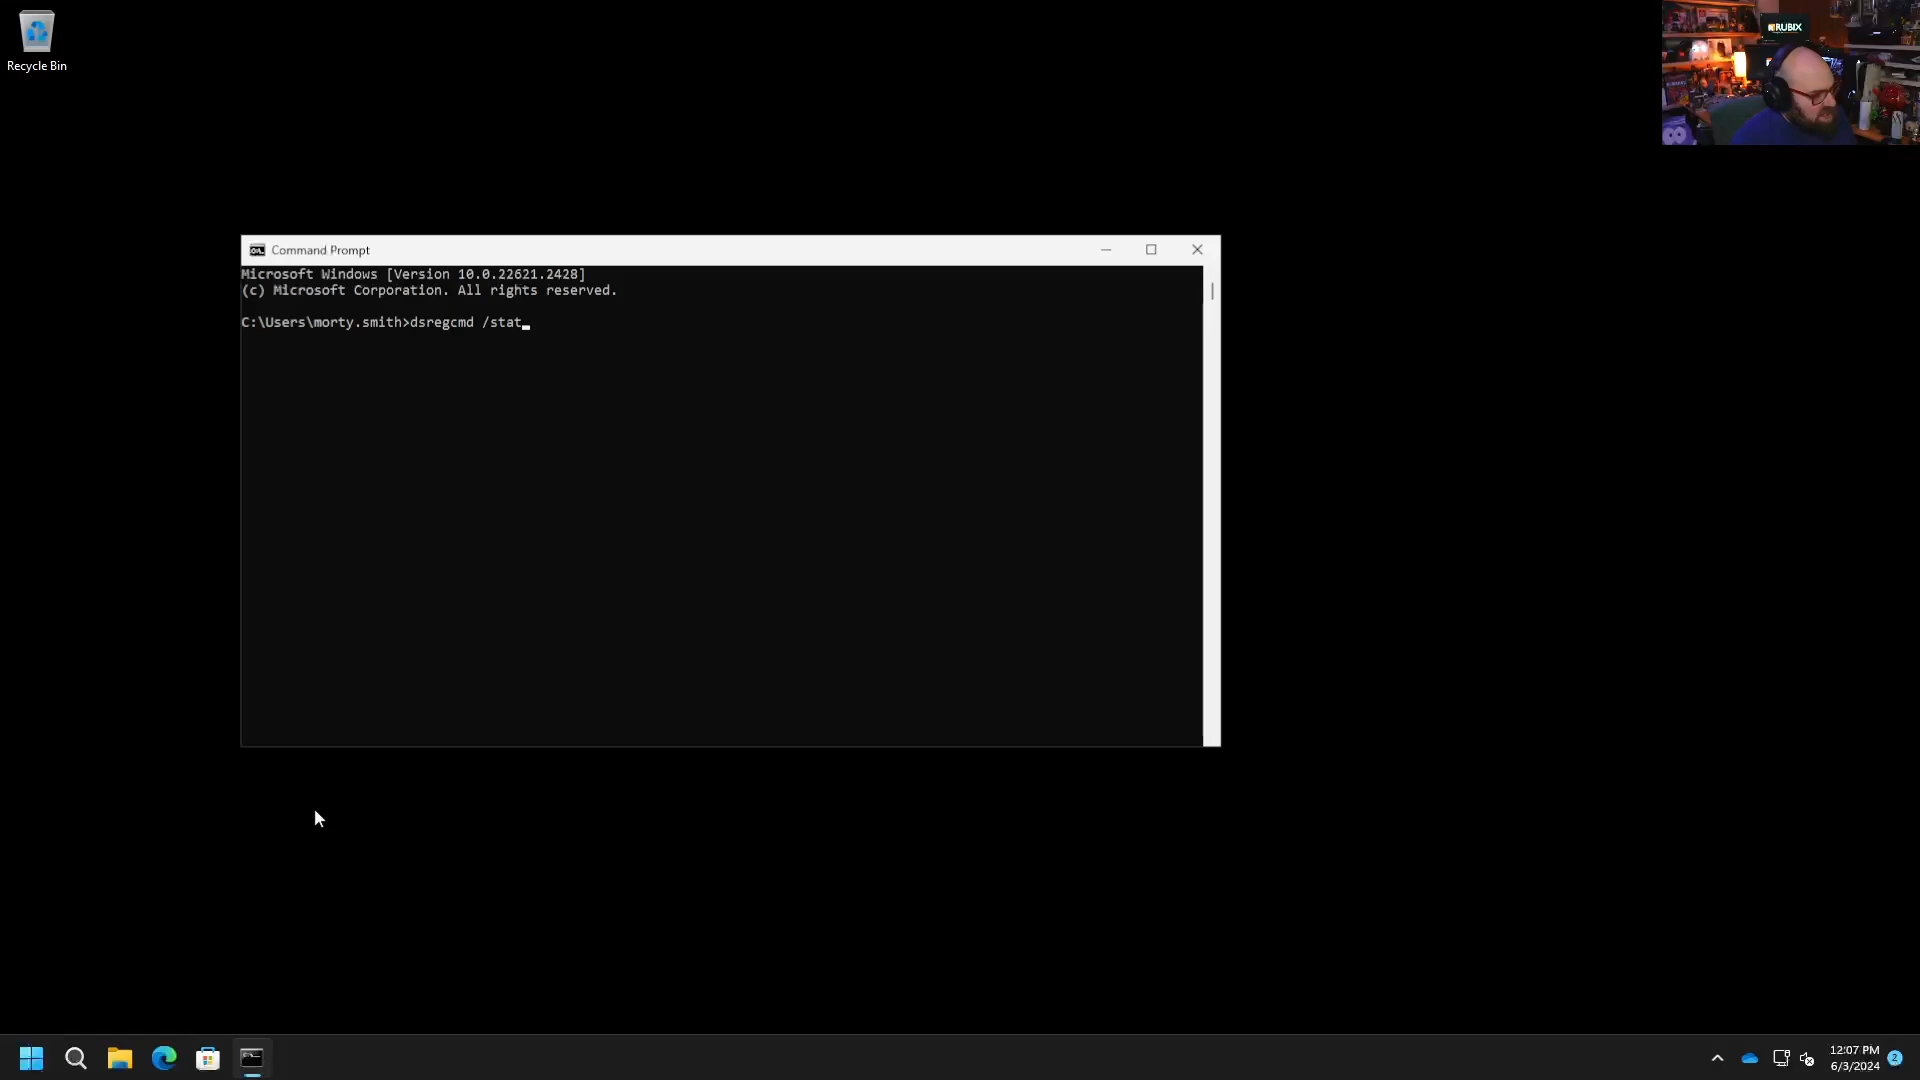 Recycle Bin
RUBIX
Command Prompt
Microsoft Windows [Version 10.0.22621.2428]
(c) Microsoft Corporation. All rights reserved.
C:\Users\morty.smith>dsregcmd /stat
12:07 PM
6/3/2024
2